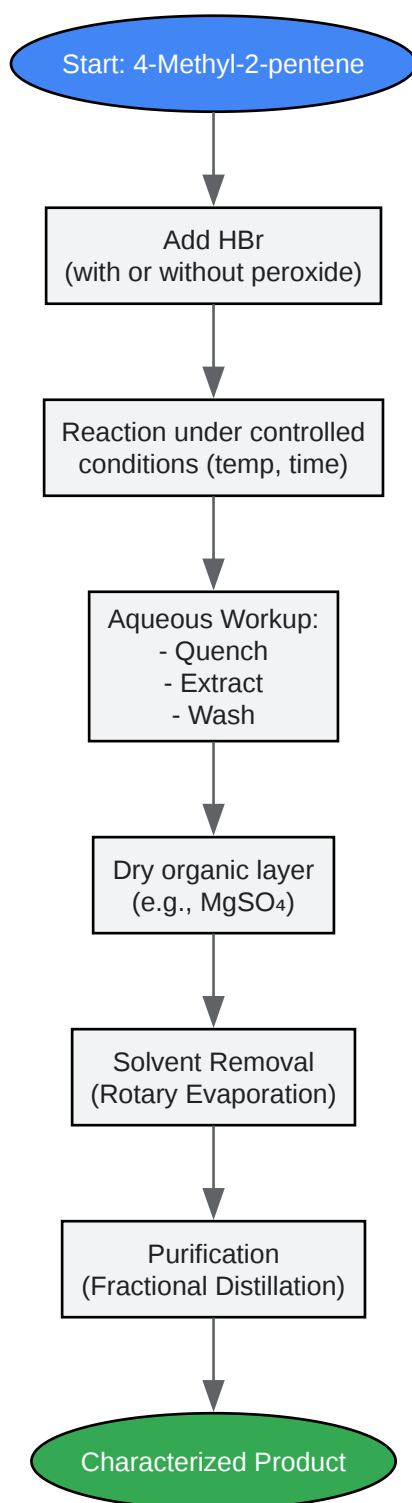 Start: 4-Methyl-2-pentene
Add HBr
(with or without peroxide)
Reaction under controlled
conditions (temp, time)
Aqueous Workup:
- Quench
- Extract
- Wash
Dry organic layer
(e.g., MgSO₄)
Solvent Removal
(Rotary Evaporation)
Purification
(Fractional Distillation)
Characterized Product